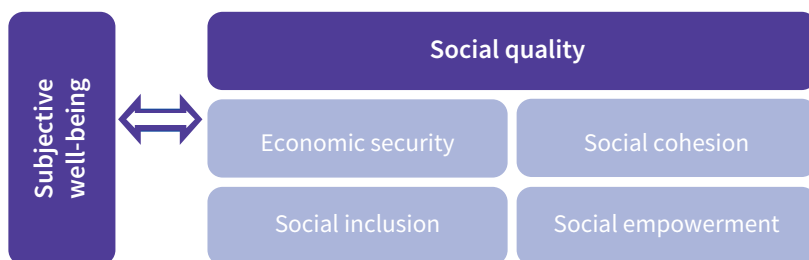 Subjective
well-being
Social quality
Economic security
Social cohesion
Social inclusion
Social empowerment